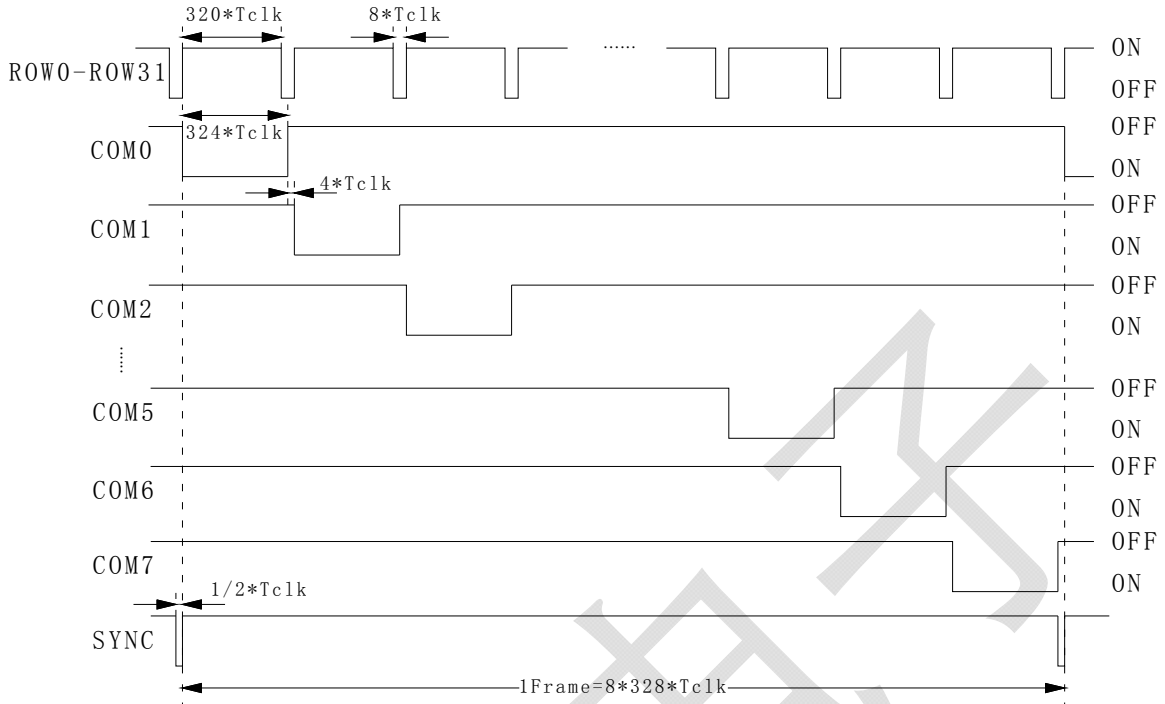 320*Tclk 8*Tclk
ROW0-ROW31 ...... ON
OFF
324*Tclk OFF
COM0
ON
4*Tclk
OFF
COM1
ON
OFF
COM2
ON
......
OFF
COM5
ON
OFF
COM6
ON
OFF
COM7
ON
1/2*Tclk
SYNC
1Frame=8*328*Tclk
子